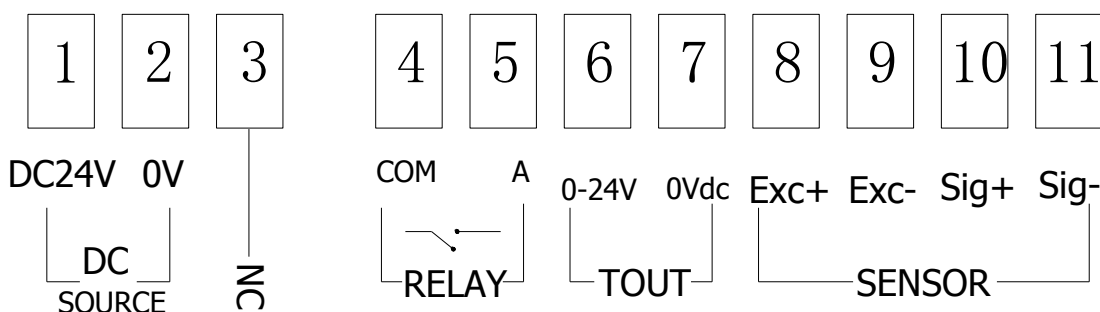 1 2 3 4 5 6 7 8 9 10 11
DC24V 0V COM A 0-24V 0Vdc Exc+ Exc- Sig+ Sig-
DC
SOURCE
NC
RELAY
TOUT
SENSOR